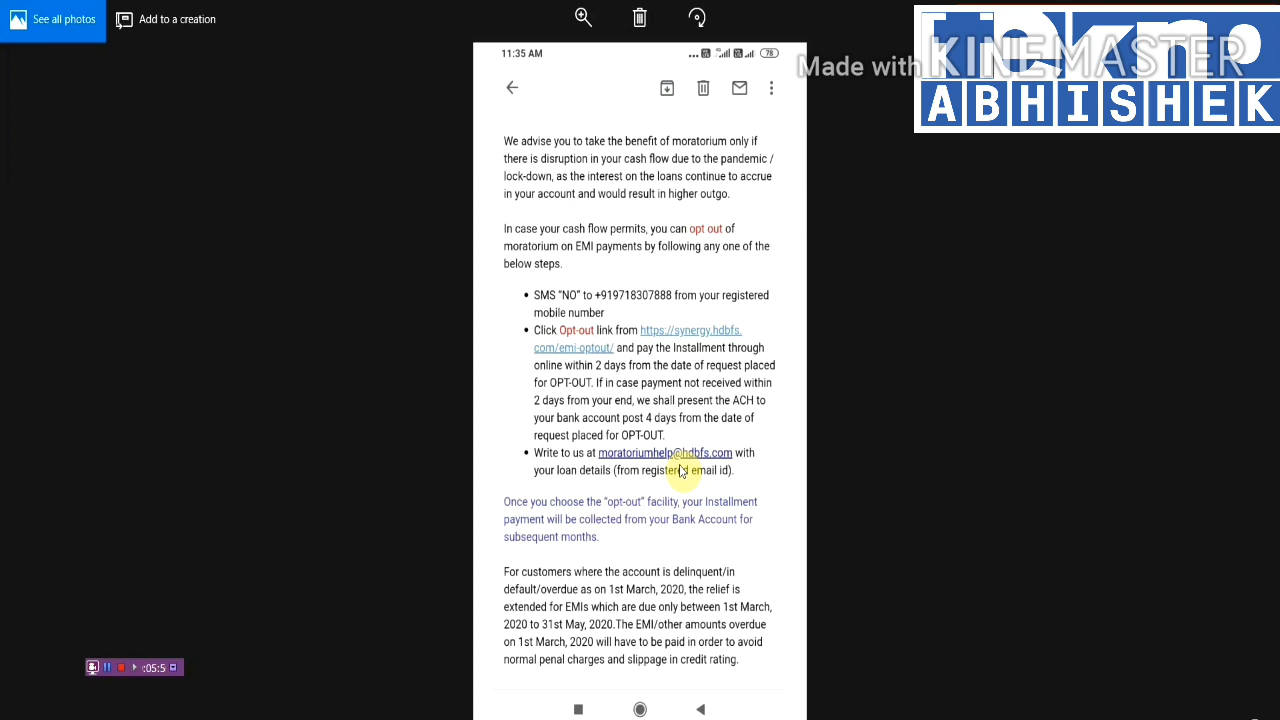 See all photos
Add to a creation
Made with KINEMASTER
ABHISHEK
11:35 AM
78
We advise you to take the benefit of moratorium only if
there is disruption in your cash flow due to the pandemic /
lock-down, as the interest on the loans continue to accrue
in your account and would result in higher outgo.
In case your cash flow permits, you can opt out of
moratorium on EMI payments by following any one of the
below steps.
• SMS "NO" to +919718307888 from your registered
mobile number
• Click Opt-out link from https://synergy.hdbfs.
com/emi-optout/ and pay the Installment through
online within 2 days from the date of request placed
for OPT-OUT. If in case payment not received within
2 days from your end, we shall present the ACH to
your bank account post 4 days from the date of
request placed for OPT-OUT.
• Write to us at moratoriumhelp@hdbfs.com with
your loan details (from registered email id).
Once you choose the "opt-out" facility, your Installment
payment will be collected from your Bank Account for
subsequent months.
For customers where the account is delinquent/in
default/overdue as on 1st March, 2020, the relief is
extended for EMIs which are due only between 1st March,
2020 to 31st May, 2020.The EMI/other amounts overdue
on 1st March, 2020 will have to be paid in order to avoid
normal penal charges and slippage in credit rating.
:05:5